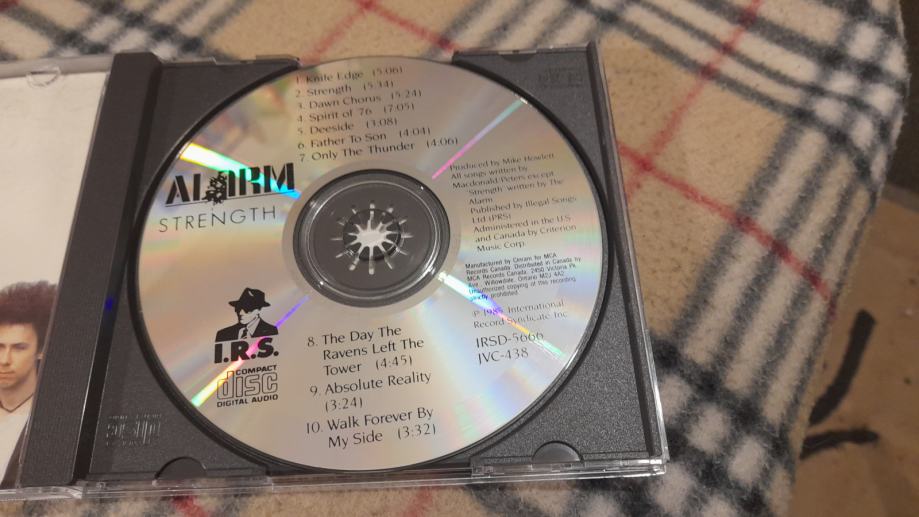 1. Knife Edge (5:06)
2. Strength (5:34)
3. Dawn Chorus (5:24)
4. Spirit of '76 (7:05)
5. Deeside (3:08)
6. Father To Son (4:04)
7. Only The Thunder (4:06)
ALARM
STRENGTH
Produced by Mike Howlett
All songs written by
Macdonald/Peters except
Strength written by The
Alarm
Published by Illegal Songs
Ltd (PRS)
Administered in the U.S.
and Canada by Criterion
Music Corp
Manufactured by Cinram for MCA
Records Canada. Distributed in Canada by
MCA Records Canada, 2450 Victoria Pk.
Ave., Willowdale, Ontario M2J 4A2
Unauthorized copying of this recording
strictly prohibited.
℗ 1985 International
Record Syndicate Inc
IRSD-5666
JVC-438
I.R.S.
COMPACT
disc
DIGITAL AUDIO
8. The Day The
Ravens Left The
Tower (4:45)
9. Absolute Reality
(3:24)
10. Walk Forever By
My Side (3:32)